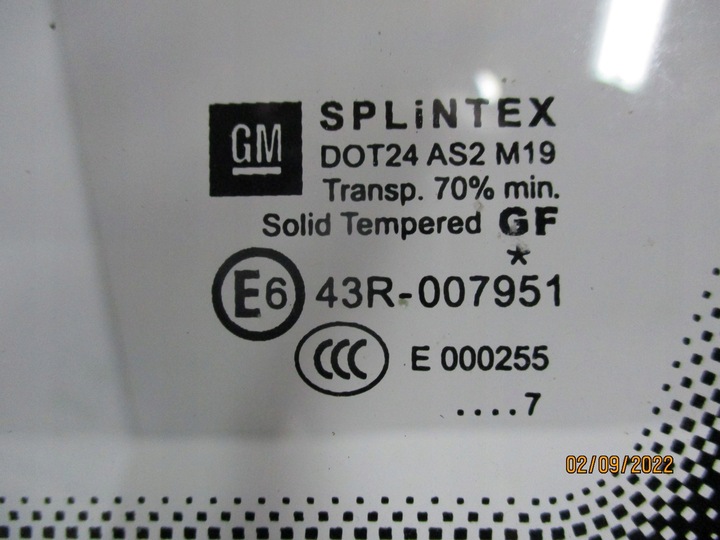 GM
SPLiNTEX
DOT24 AS2 M19
Transp. 70% min.
Solid Tempered GF
*
E6 43R-007951
CCC E 000255
....7
02/09/2022